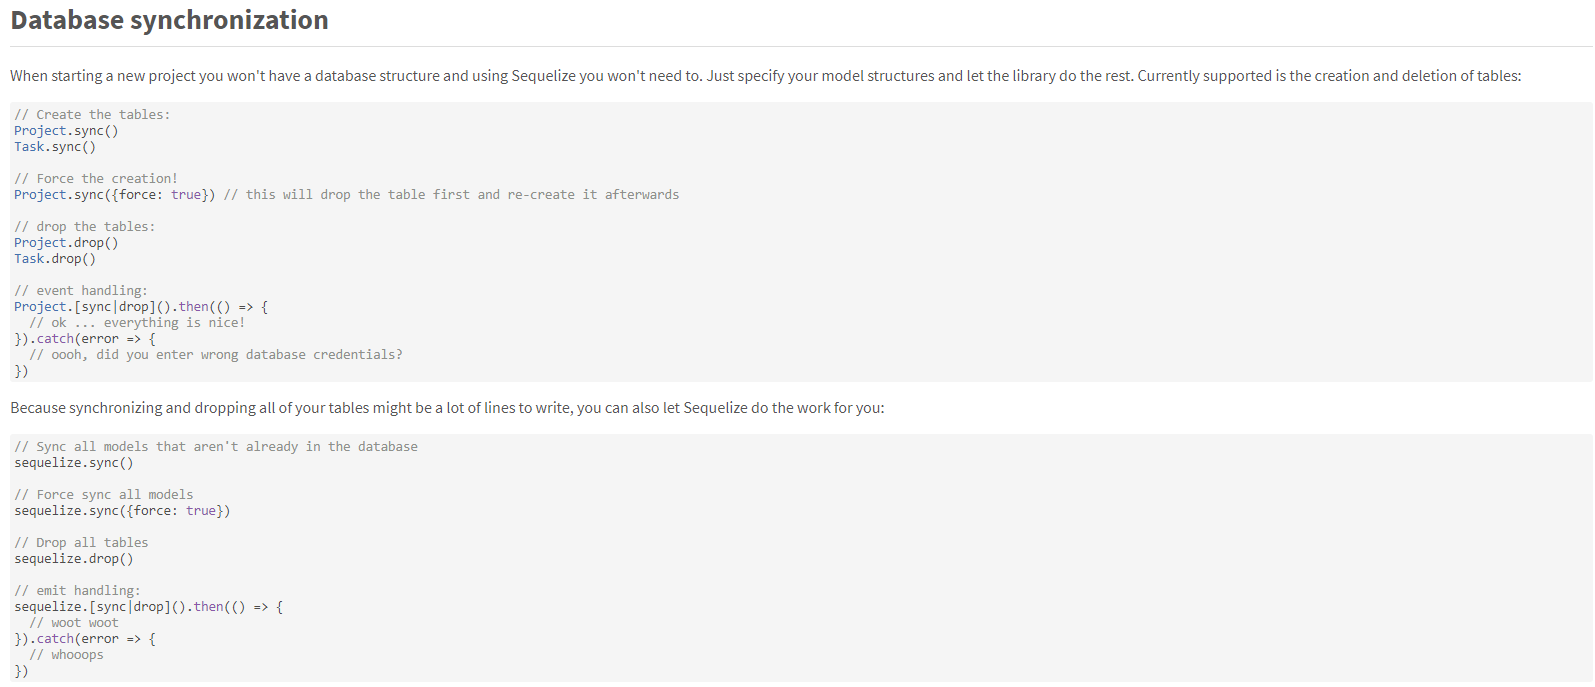 Database synchronization
When starting a new project you won't have a database structure and using Sequelize you won't need to. Just specify your model structures and let the library do the rest. Currently supported is the creation and deletion of tables:
// Create the tables:
Project.sync()
Task.sync()
// Force the creation!
Project.sync({force: true}) // this will drop the table first and re-create it afterwards
// drop the tables:
Project.drop()
Task.drop()
// event handling:
Project.[sync|drop]().then(() => {
  // ok ... everything is nice!
}).catch(error => {
  // oooh, did you enter wrong database credentials?
})
Because synchronizing and dropping all of your tables might be a lot of lines to write, you can also let Sequelize do the work for you:
// Sync all models that aren't already in the database
sequelize.sync()
// Force sync all models
sequelize.sync({force: true})
// Drop all tables
sequelize.drop()
// emit handling:
sequelize.[sync|drop]().then(() => {
  // woot woot
}).catch(error => {
  // whooops
})